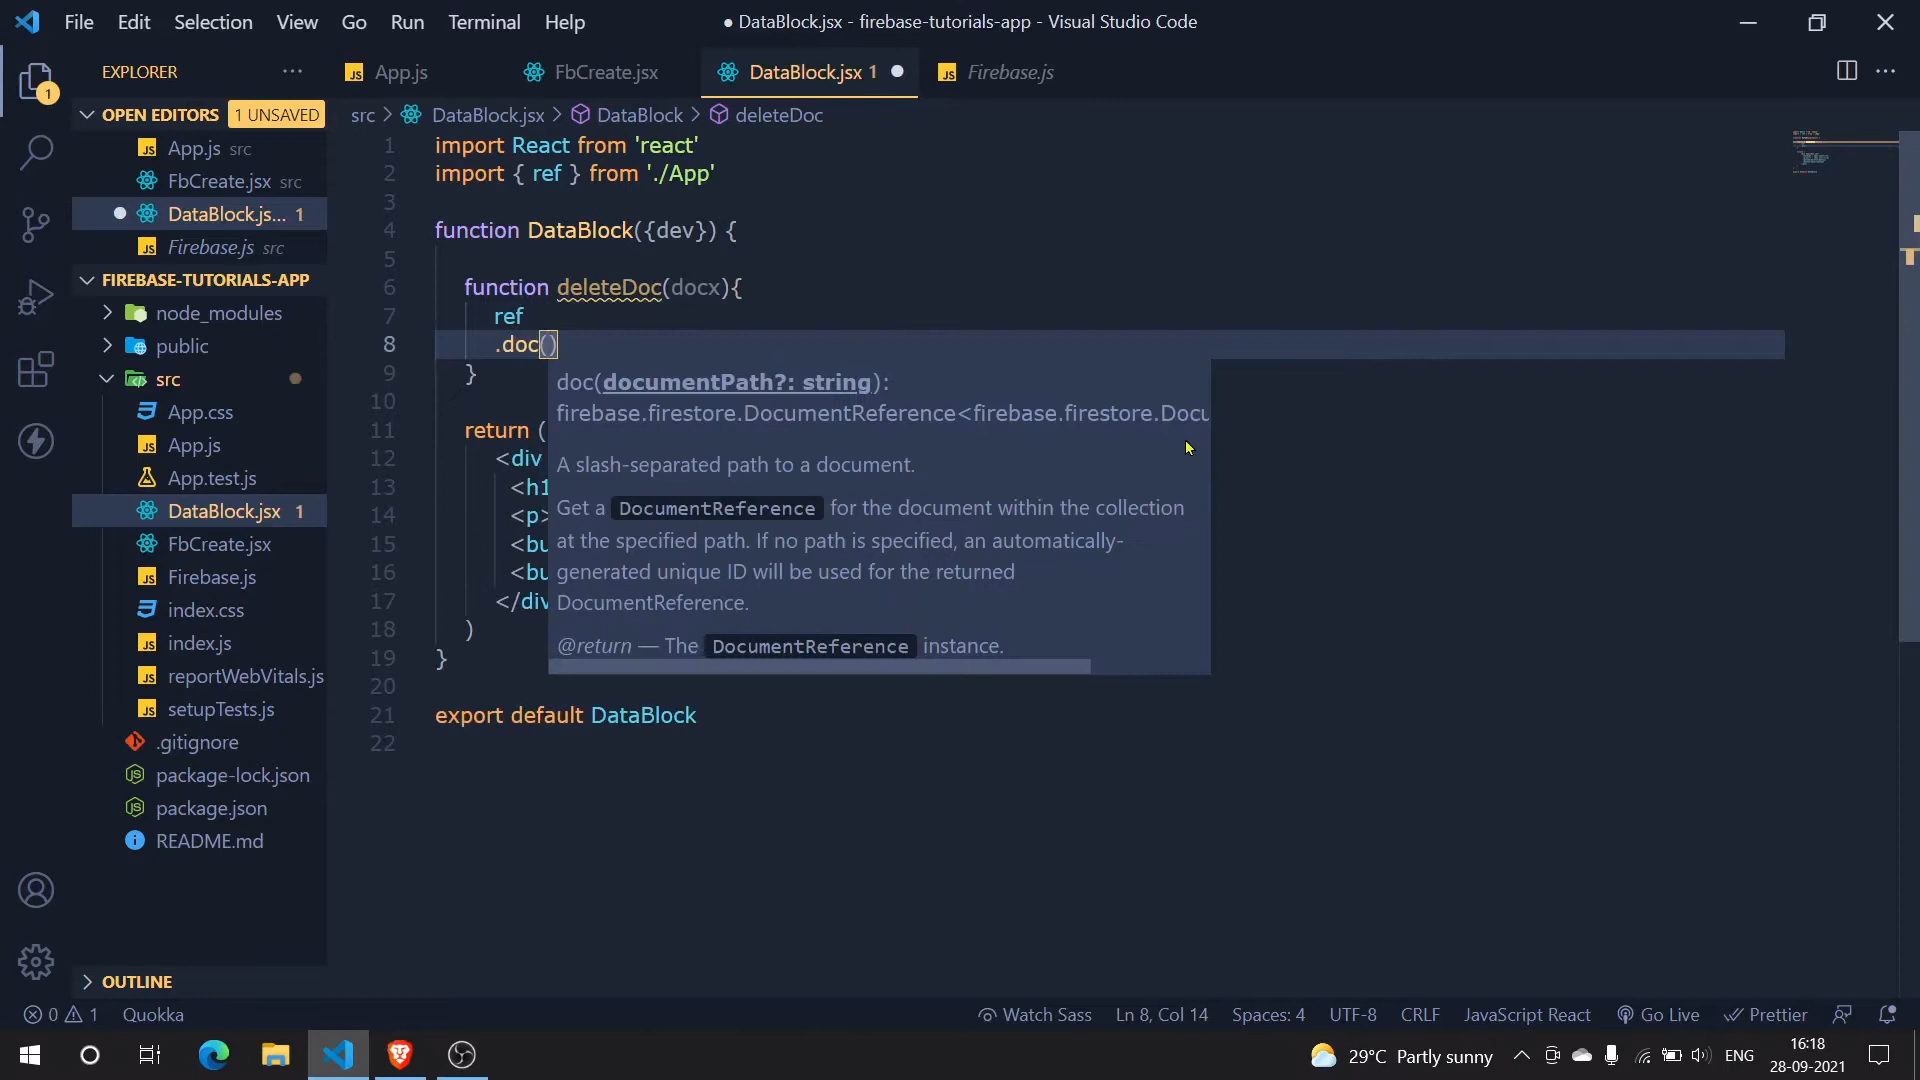 File Edit Selection View Go Run Terminal Help
● DataBlock.jsx - firebase-tutorials-app - Visual Studio Code
EXPLORER
App.js
FbCreate.jsx
DataBlock.jsx 1
Firebase.js
1
OPEN EDITORS 1 UNSAVED
App.js src
FbCreate.jsx src
DataBlock.js... 1
Firebase.js src
FIREBASE-TUTORIALS-APP
node_modules
public
src
App.css
App.js
App.test.js
DataBlock.jsx 1
FbCreate.jsx
Firebase.js
index.css
index.js
reportWebVitals.js
setupTests.js
.gitignore
package-lock.json
package.json
README.md
OUTLINE
src > DataBlock.jsx > DataBlock > deleteDoc
1 import React from 'react'
2 import { ref } from './App'
3
4 function DataBlock({dev}) {
5
6 function deleteDoc(docx){
7 ref
8 .doc()
9 }
10
11 return (
12 <div
13 <h1
14 <p>
15 <bu
16 <bu
17 </div
18 )
19 }
20
21 export default DataBlock
22
doc(documentPath?: string):
firebase.firestore.DocumentReference<firebase.firestore.Docu
A slash-separated path to a document.
Get a DocumentReference for the document within the collection
at the specified path. If no path is specified, an automatically-
generated unique ID will be used for the returned
DocumentReference.
@return — The DocumentReference instance.
0 1 Quokka
Watch Sass Ln 8, Col 14 Spaces: 4 UTF-8 CRLF JavaScript React Go Live Prettier
29°C Partly sunny
ENG
16:18
28-09-2021